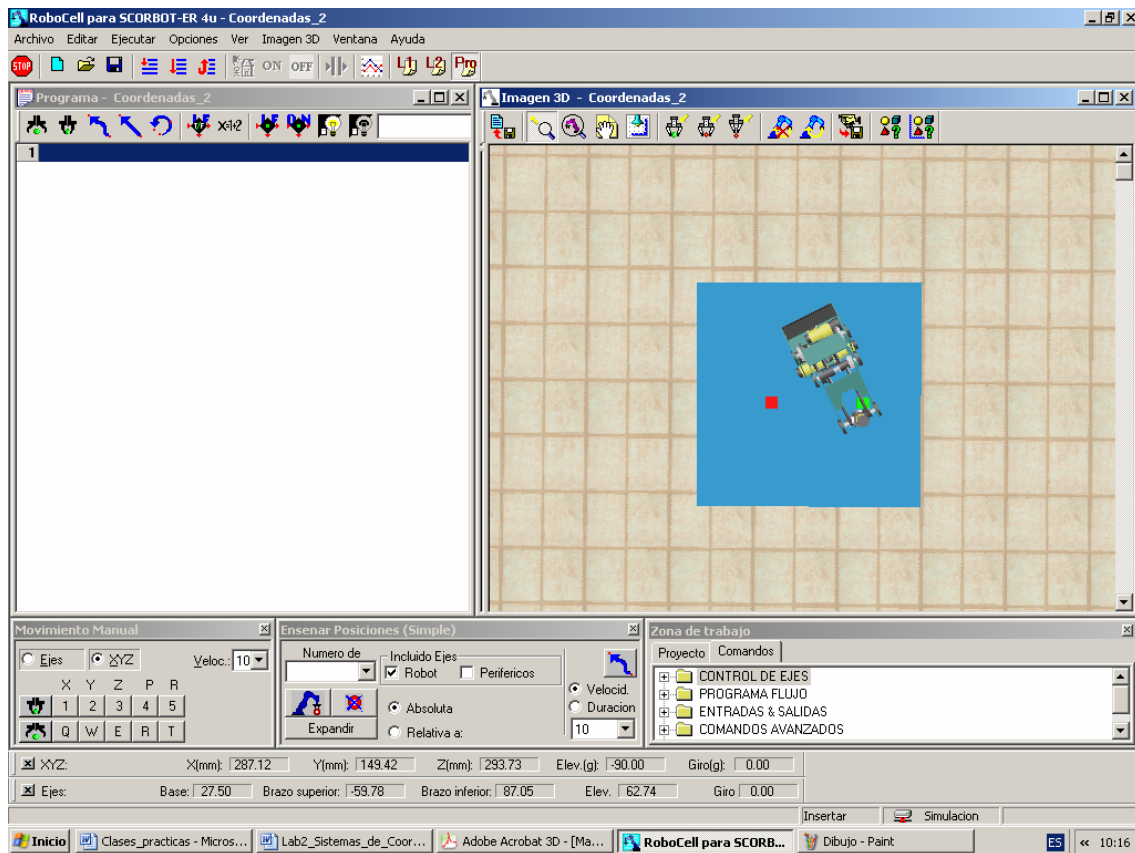 RoboCell para SCORBOT-ER 4u - Coordenadas_2
Archivo Editar Ejecutar Opciones Ver Imagen 3D Ventana Ayuda
STOP ON OFF L1 L2 Prg
Programa - Coordenadas_2
Imagen 3D - Coordenadas_2
X=1+2
1
Movimiento Manual
Ejes XYZ Veloc.: 10
X Y Z P R
1 2 3 4 5
Q W E R T
Ensenar Posiciones (Simple)
Numero de
Incluido Ejes
Robot Perifericos
Absoluta
Relativa a:
Expandir
Velocid.
Duracion
10
Zona de trabajo
Proyecto Comandos
CONTROL DE EJES
PROGRAMA FLUJO
ENTRADAS & SALIDAS
COMANDOS AVANZADOS
XYZ: X(mm): 287.12 Y(mm): 149.42 Z(mm): 293.73 Elev.(g): -90.00 Giro(g): 0.00
Ejes: Base: 27.50 Brazo superior: -59.78 Brazo inferior: 87.05 Elev. 62.74 Giro 0.00
Insertar Simulacion
Inicio Clases_practicas - Micros... Lab2_Sistemas_de_Coor... Adobe Acrobat 3D - [Ma... RoboCell para SCORB... Dibujo - Paint ES « 10:16